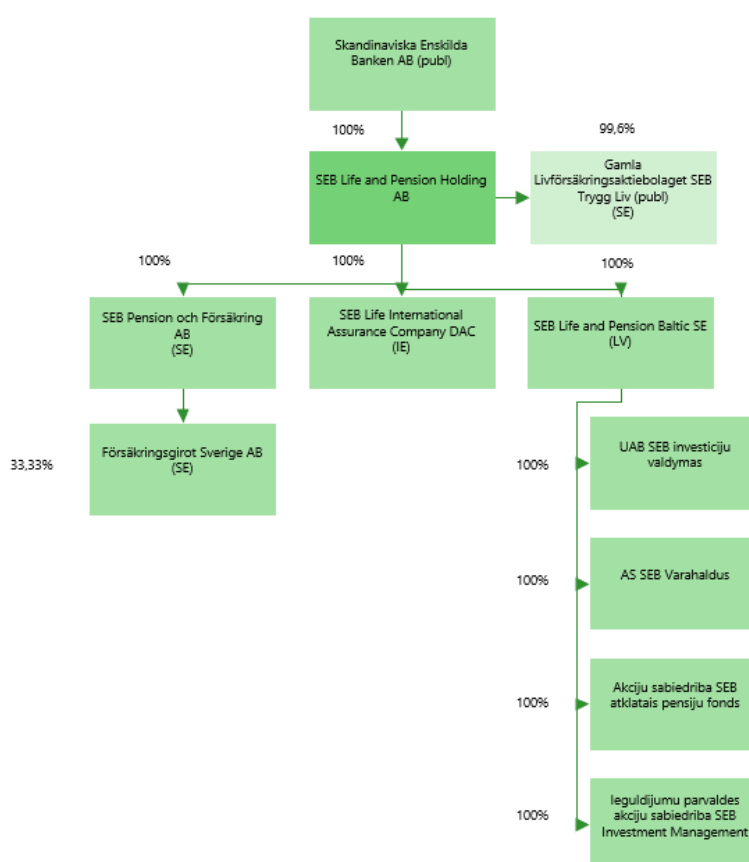 Skandinaviska Enskilda
Banken AB (publ)
100%
99,6%
SEB Life and Pension Holding
AB
Gamla
Livförsäkringsaktiebolaget SEB
Trygg Liv (publ)
(SE)
100%
100%
100%
SEB Pension och Försäkring
AB
(SE)
SEB Life International
Assurance Company DAC
(IE)
SEB Life and Pension Baltic SE
(LV)
33,33%
Försäkringsgirot Sverige AB
(SE)
100%
UAB SEB investiciju
valdymas
100%
AS SEB Varahaldus
100%
Akciju sabiedriba SEB
atklatais pensiju fonds
100%
Ieguldijumu parvaldes
akciju sabiedriba SEB
Investment Management